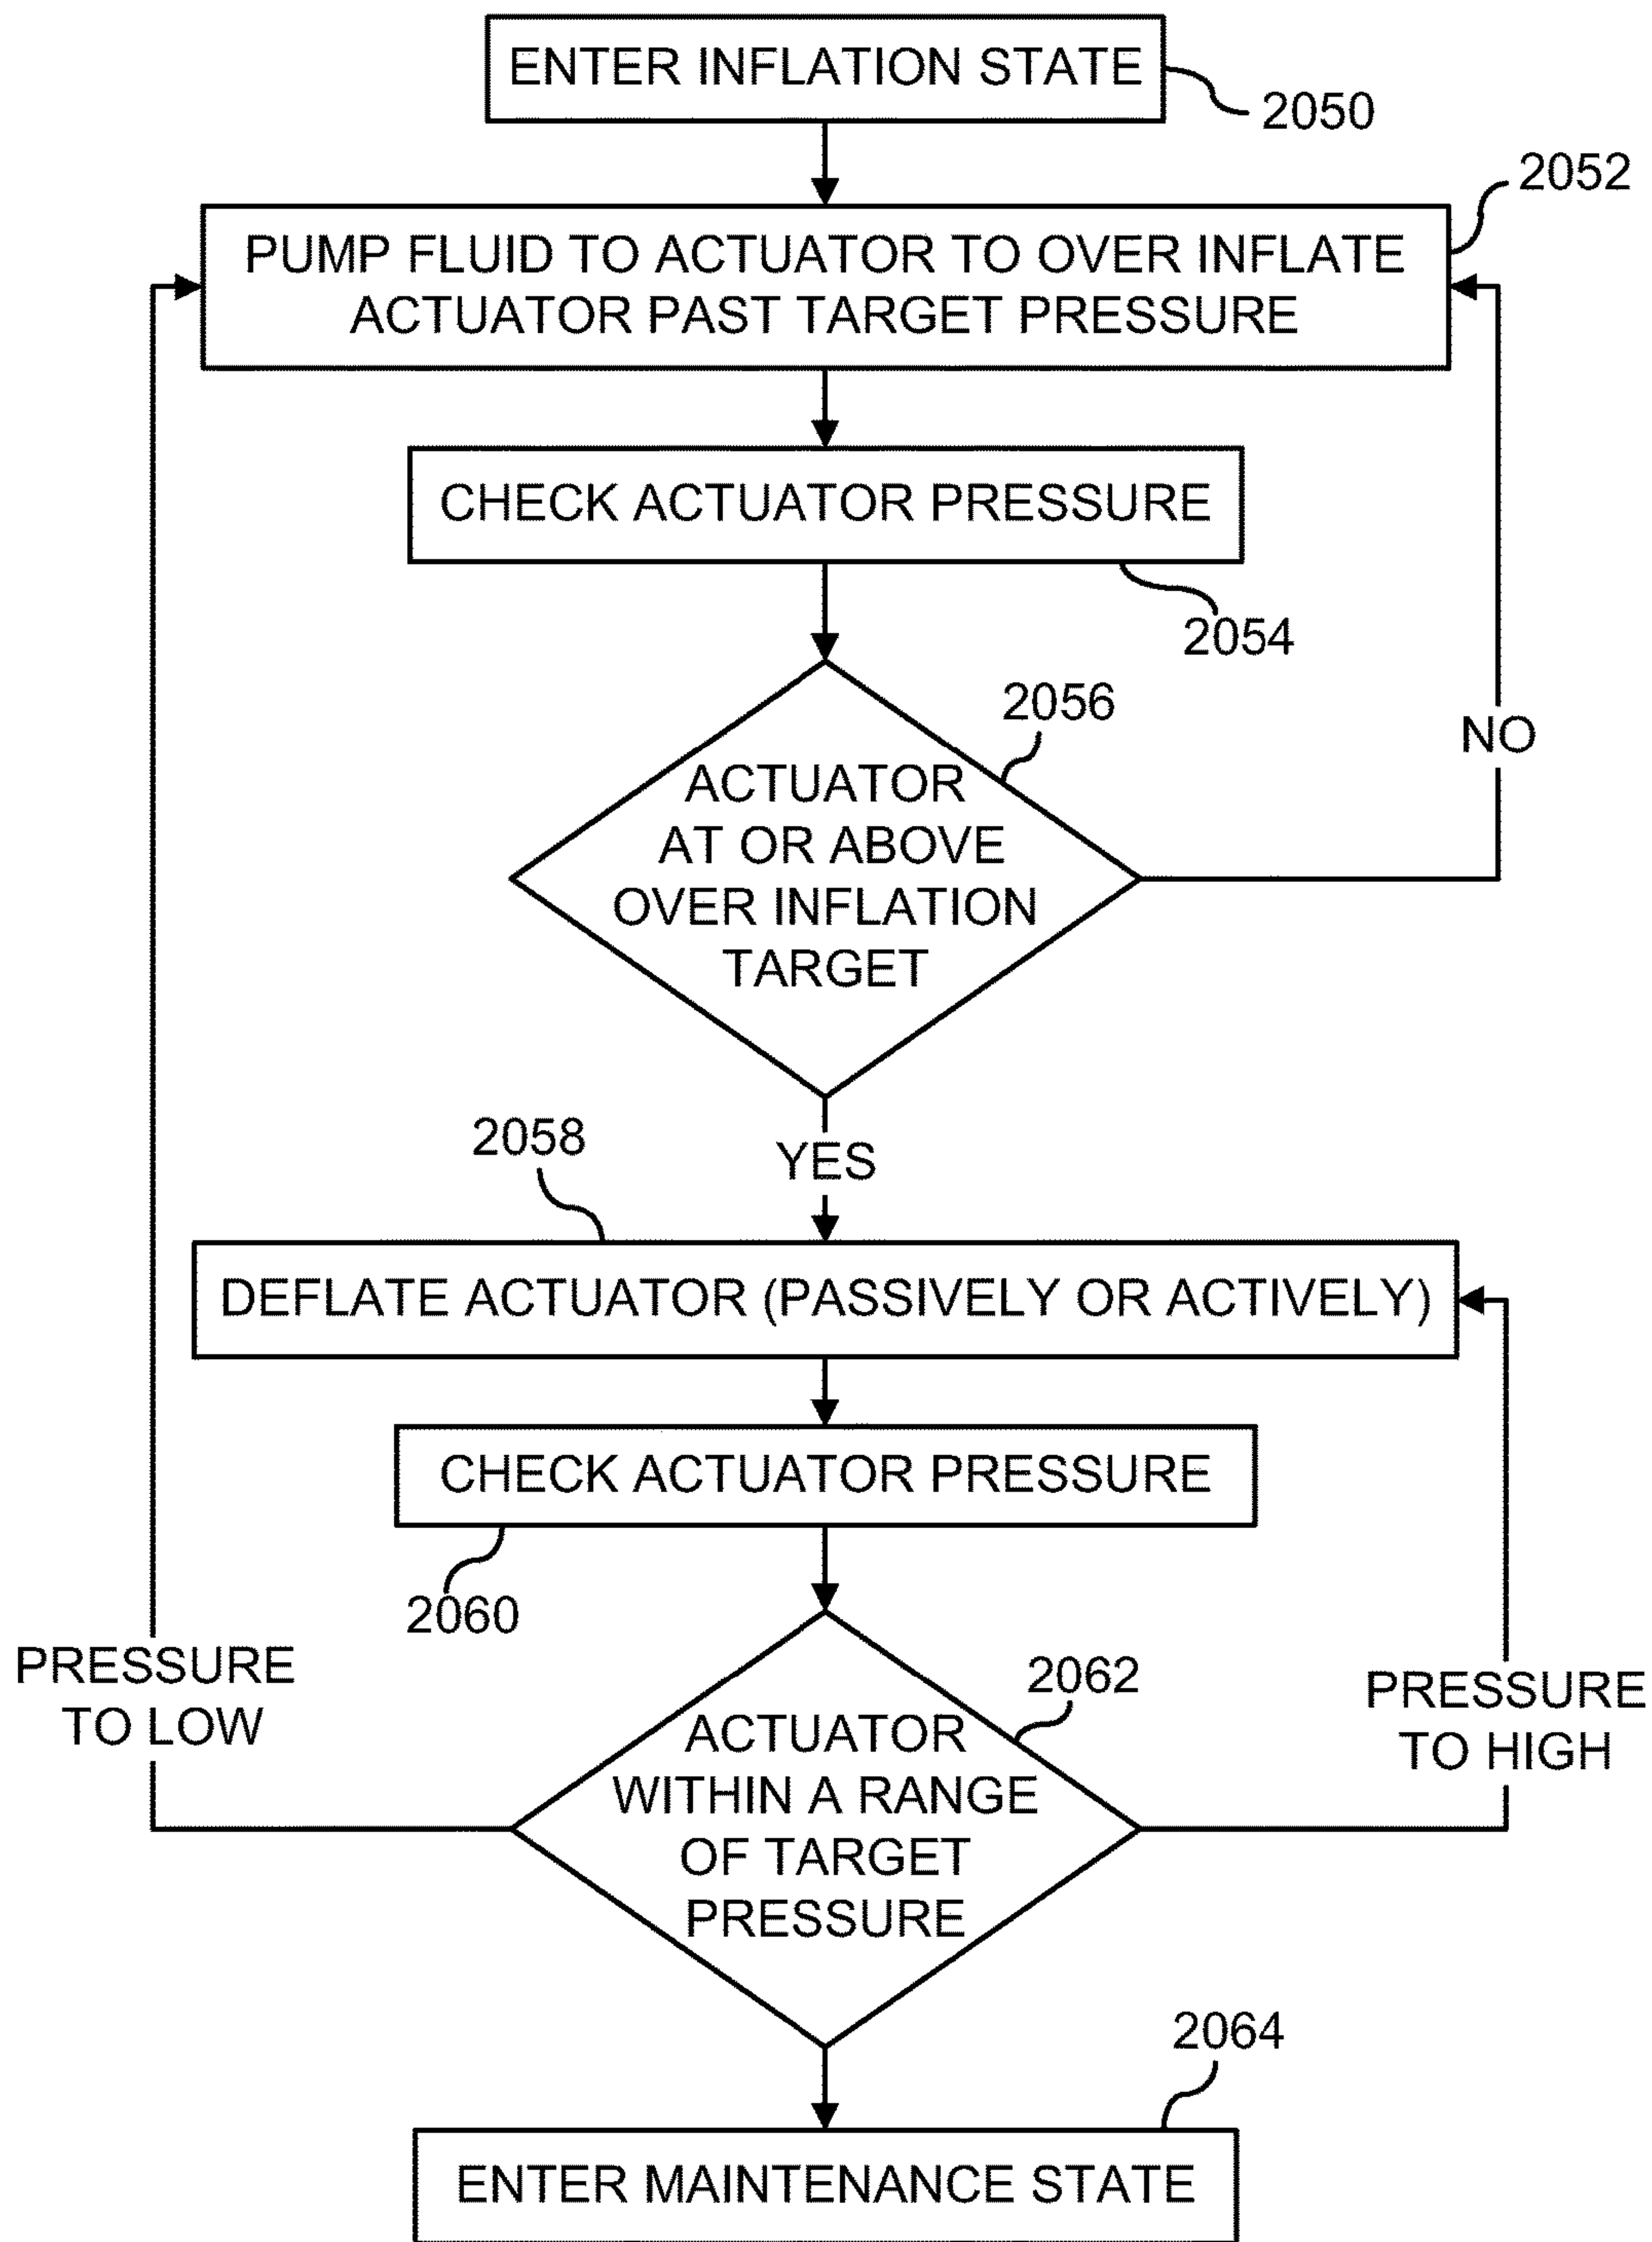 ENTER INFLATION STATE
2050
2052
PUMP FLUID TO ACTUATOR TO OVER INFLATE
ACTUATOR PAST TARGET PRESSURE
CHECK ACTUATOR PRESSURE
2054
2056
ACTUATOR
AT OR ABOVE
OVER INFLATION
TARGET
NO
YES
2058
DEFLATE ACTUATOR (PASSIVELY OR ACTIVELY)
CHECK ACTUATOR PRESSURE
2060
PRESSURE
TO LOW
2062
ACTUATOR
WITHIN A RANGE
OF TARGET
PRESSURE
PRESSURE
TO HIGH
2064
ENTER MAINTENANCE STATE